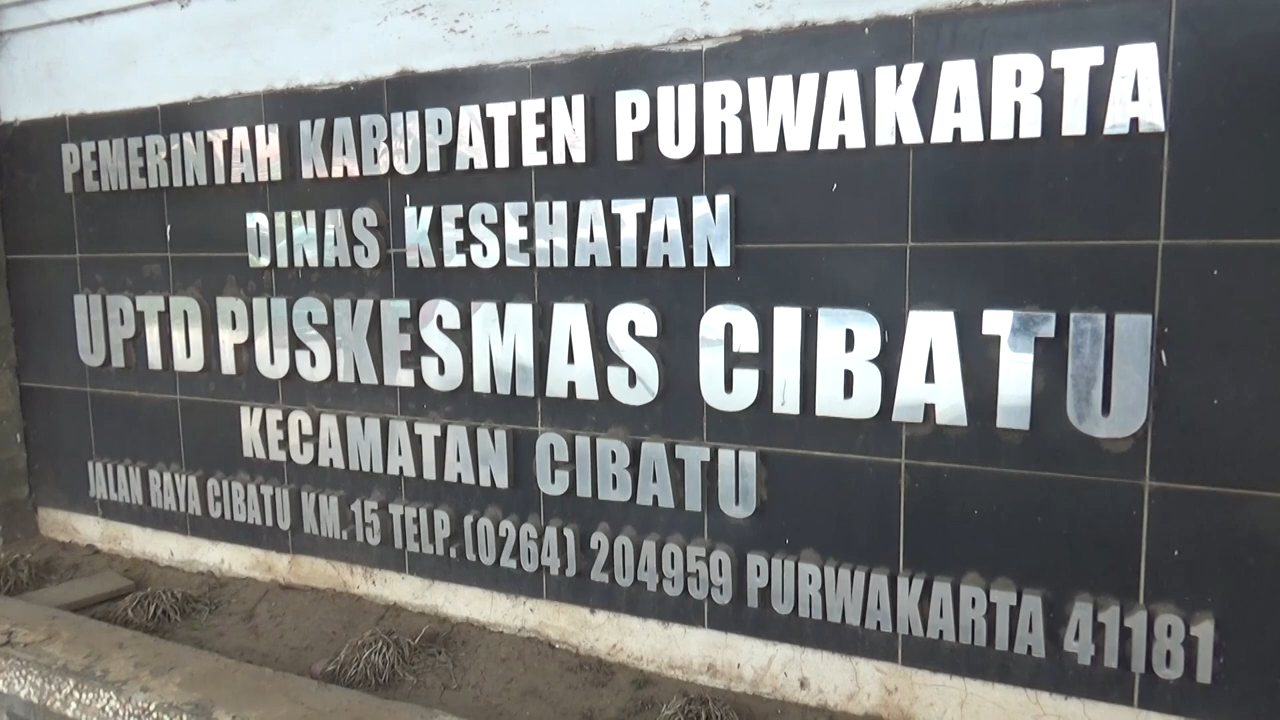 PEMERINTAH KABUPATEN PURWAKARTA
DINAS KESEHATAN
UPTD PUSKESMAS CIBATU
KECAMATAN CIBATU
JALAN RAYA CIBATU KM.15 TELP. (0264) 204959 PURWAKARTA 41181